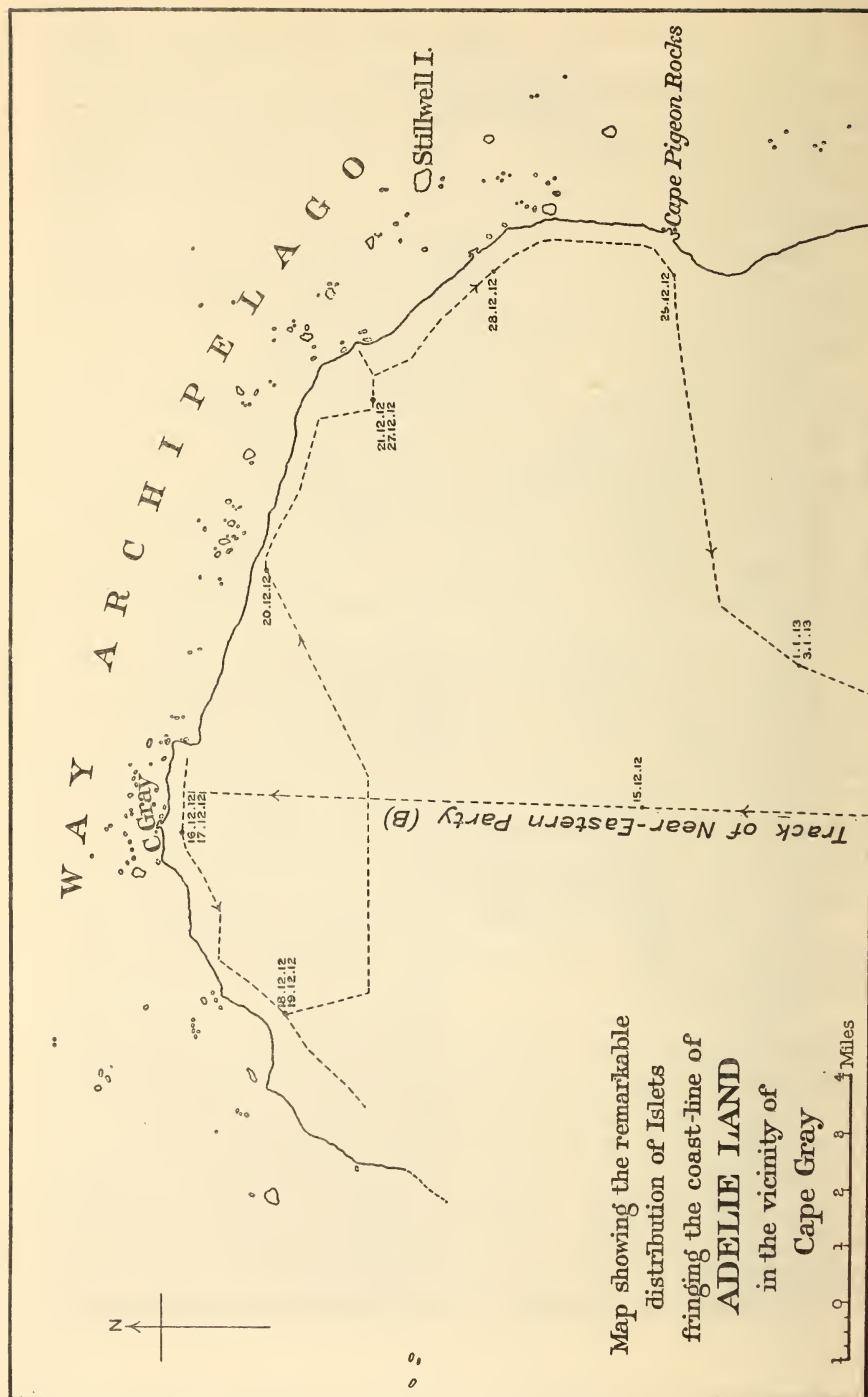 WAY ARCHIPELAGO
C. Gray
Stillwell I.
Cape Pigeon Rocks
16.12.12
17.12.12
18.12.12
19.12.12
20.12.12
21.12.12
27.12.12
28.12.12
25.12.12
15.12.12
1.1.13
3.1.13
Track of Near-Eastern Party (B)
N
Map showing the remarkable
distribution of Islets
fringing the coast-line of
ADELIE LAND
in the vicinity of
Cape Gray
1 0 1 2 3 4 Miles